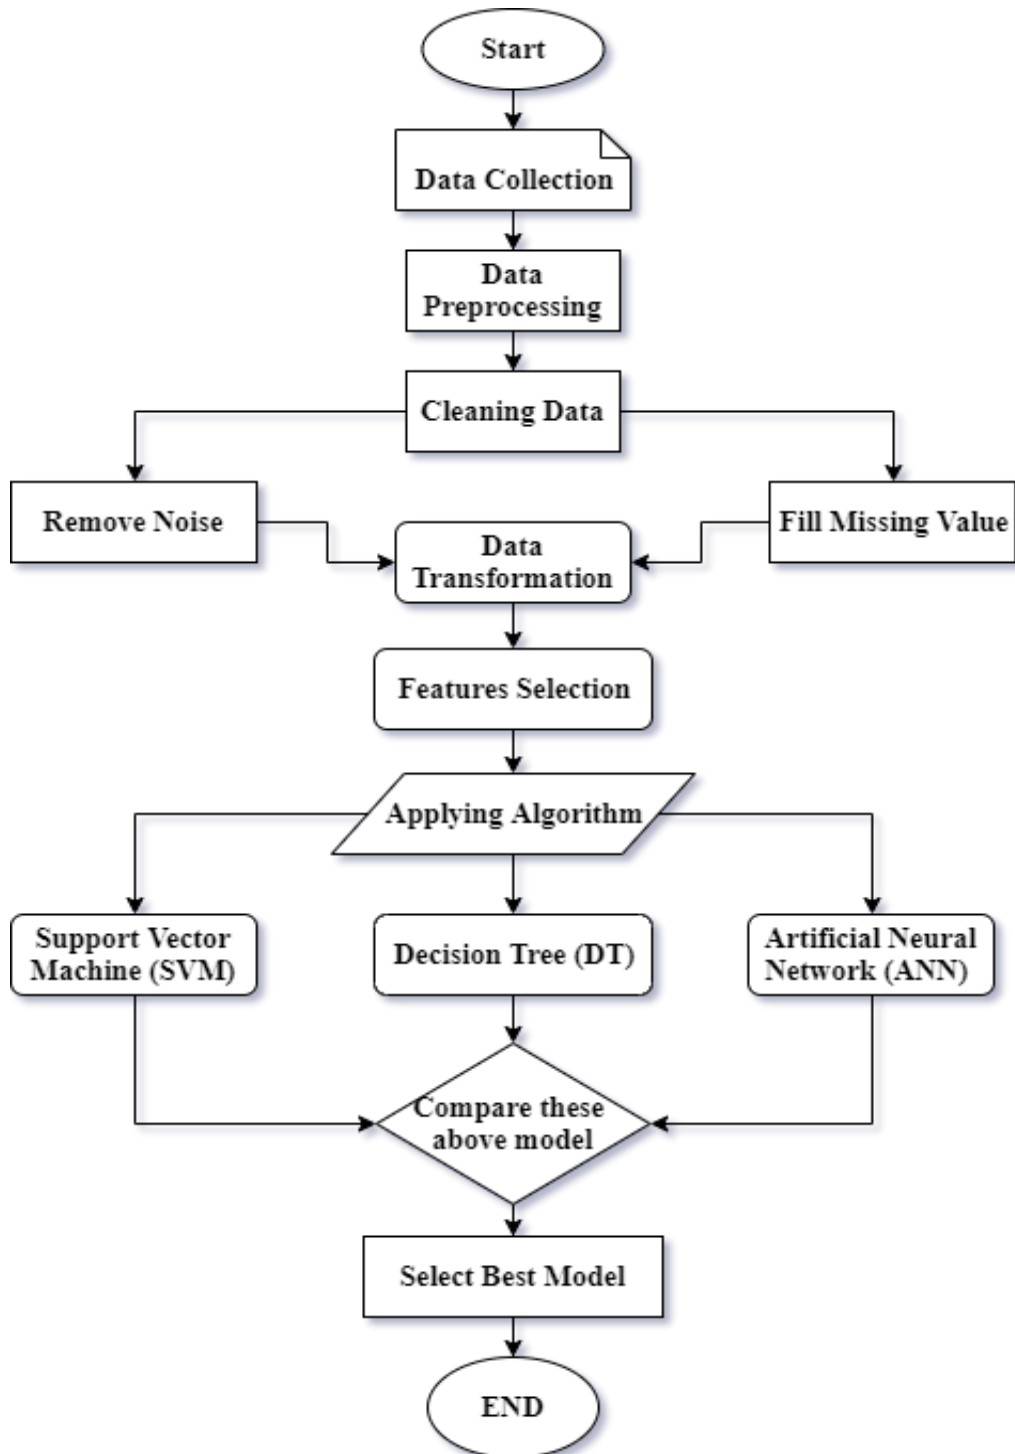 Start
Data Collection
Data
Preprocessing
Cleaning Data
Remove Noise
Fill Missing Value
Data
Transformation
Features Selection
Applying Algorithm
Support Vector
Machine (SVM)
Decision Tree (DT)
Artificial Neural
Network (ANN)
Compare these
above model
Select Best Model
END